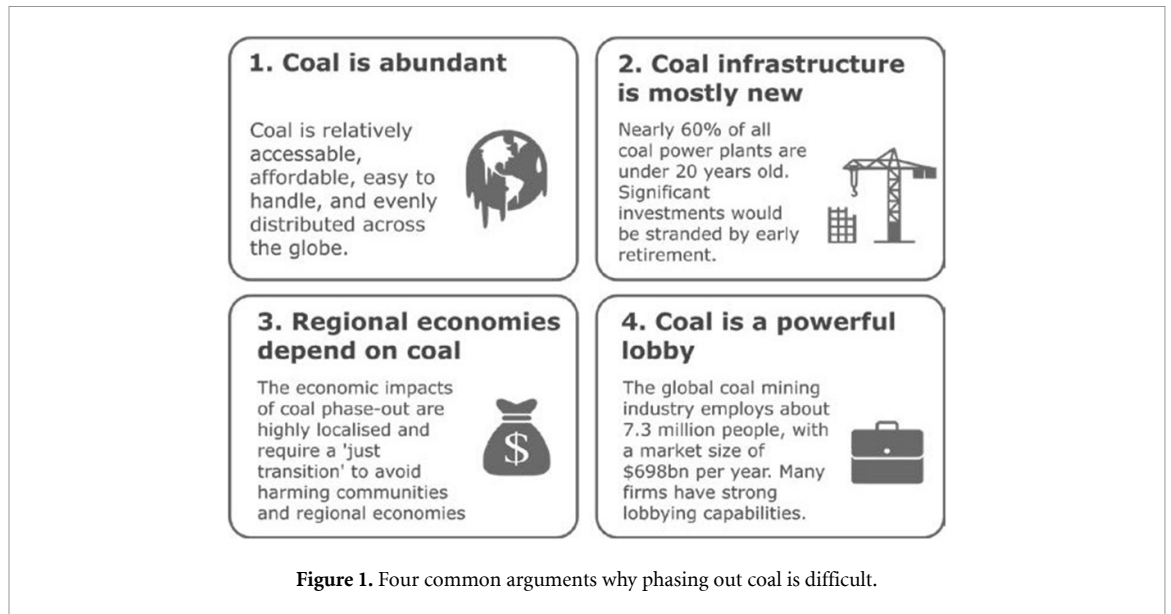 1. Coal is abundant
Coal is relatively
accessable,
affordable, easy to
handle, and evenly
distributed across
the globe.
2. Coal infrastructure
is mostly new
Nearly 60% of all
coal power plants are
under 20 years old.
Significant
investments would
be stranded by early
retirement.
3. Regional economies
depend on coal
The economic impacts
of coal phase-out are
highly localised and
require a 'just
transition' to avoid
harming communities
and regional economies
$
4. Coal is a powerful
lobby
The global coal mining
industry employs about
7.3 million people, with
a market size of
$698bn per year. Many
firms have strong
lobbying capabilities.
Figure 1. Four common arguments why phasing out coal is difficult.